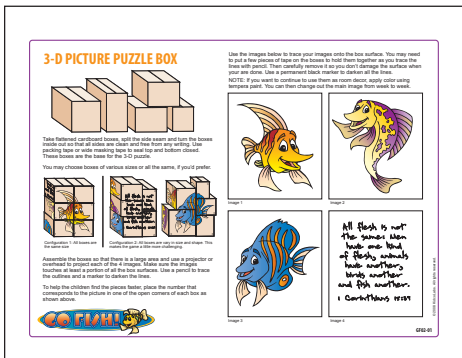 3-D PICTURE PUZZLE BOX
Take flattened cardboard boxes, split the side seam and turn the boxes
inside out so that all sides are clean and free from any writing. Use
packing tape or wide masking tape to seal top and bottom closed.
These boxes are the base for the 3-D puzzle.
You may choose boxes of various sizes or all the same, if you'd prefer.
Configuration 1: All boxes are
the same size
Configuration 2: All boxes are vary in size and shape. This
makes the game a little more challenging.
Assemble the boxes so that there is a large area and use a projector or
overhead to project each of the 4 images. Make sure the images
touches at least a portion of all the box surfaces. Use a pencil to trace
the outlines and a marker to darken the lines.
To help the children find the pieces faster, place the number that
corresponds to the picture in one of the open corners of each box as
shown above.
GO FISH!
Use the images below to trace your images onto the box surface. You may need
to put a few pieces of tape on the boxes to hold them together as you trace the
lines with pencil. Then carefully remove it so you don't damage the surface when
your are done. Use a permanent black marker to darken all the lines.
NOTE: If you want to continue to use them as room decor, apply color using
tempera paint. You can then change out the main image from week to week.
Image 1
Image 2
All flesh is not
the same: Men
have one kind
of flesh, animals
have another,
birds another
and fish another.
1 Corinthians 15:39
Image 3
Image 4
GF02-01